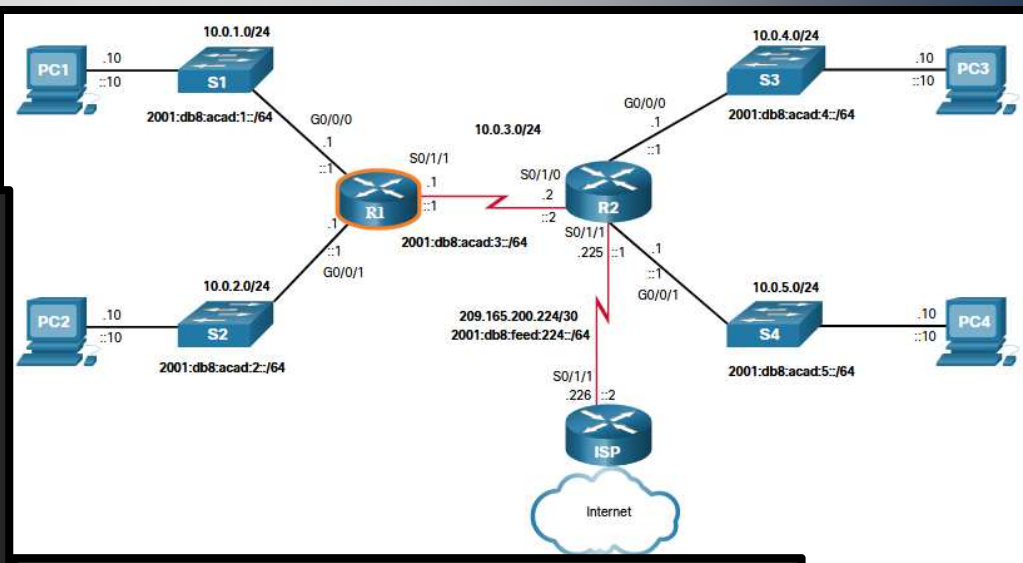 10.0.1.0/24
PC1
.10
::10
S1
2001:db8:acad:1::/64
G0/0/0
.1
::1
R1
S0/1/1
.1
::1
10.0.3.0/24
2001:db8:acad:3::/64
.1
::1
G0/0/1
10.0.2.0/24
PC2
.10
::10
S2
2001:db8:acad:2::/64
10.0.4.0/24
S3
.10
::10
PC3
2001:db8:acad:4::/64
G0/0/0
.1
::1
S0/1/0
.2
::2
R2
S0/1/1
.225
::1
.1
::1
G0/0/1
10.0.5.0/24
S4
.10
::10
PC4
2001:db8:acad:5::/64
209.165.200.224/30
2001:db8:feed:224::/64
S0/1/1
.226
::2
ISP
Internet